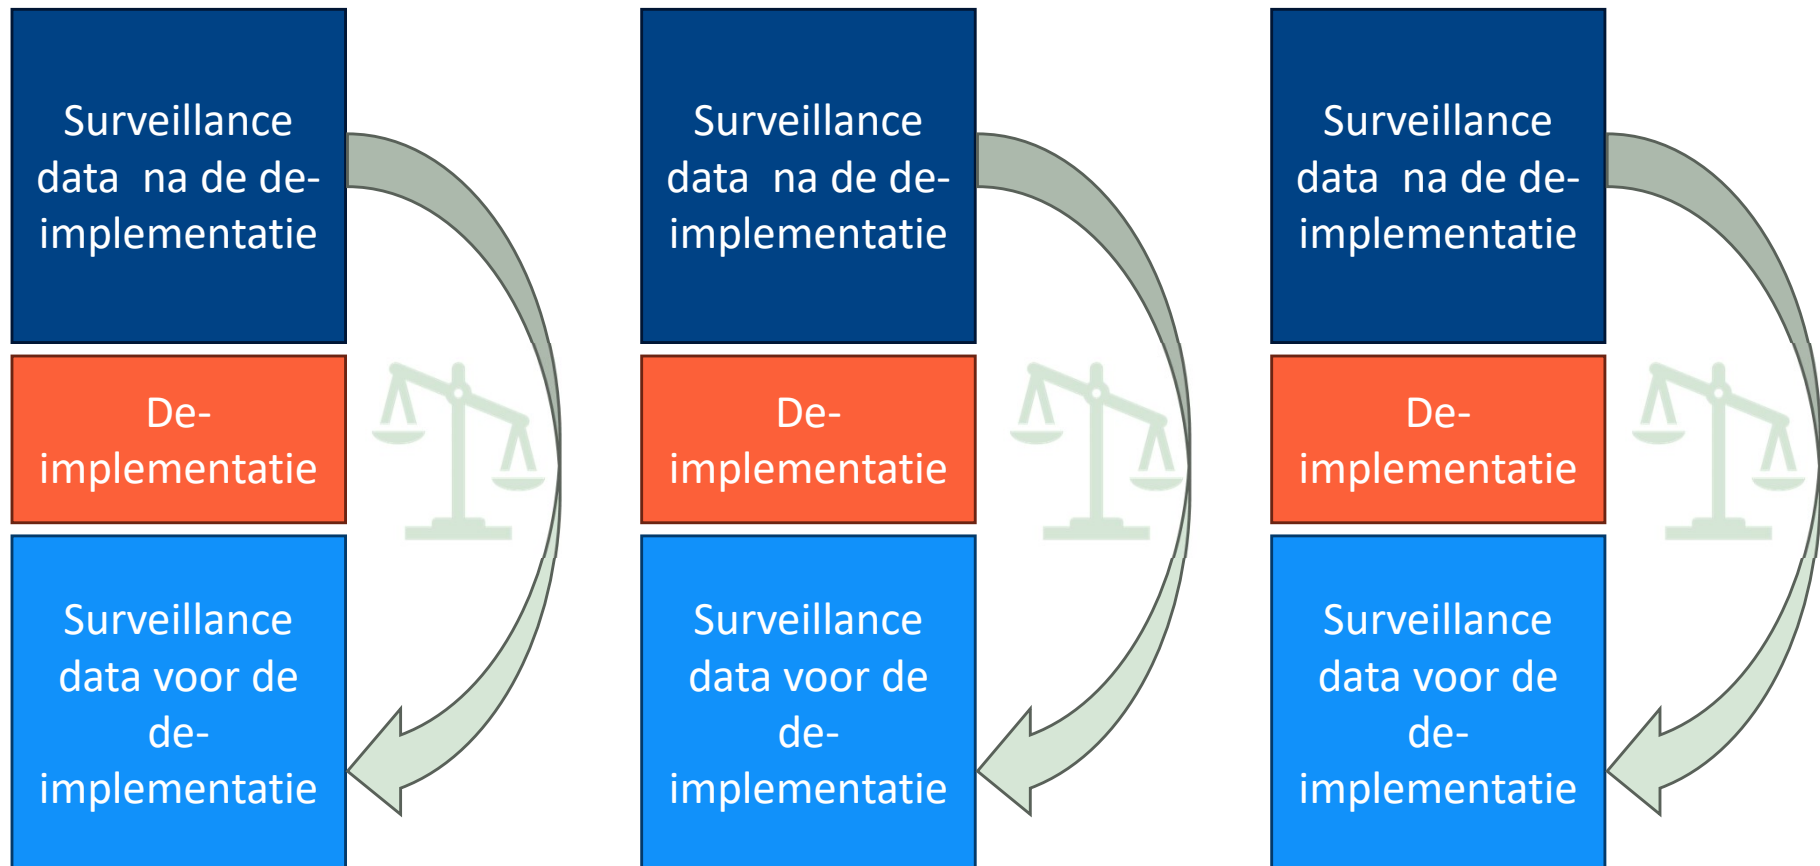 Surveillance
data  na de de-
implementatie
De-
implementatie
Surveillance
data voor de
de-
implementatie
Surveillance
data  na de de-
implementatie
De-
implementatie
Surveillance
data voor de
de-
implementatie
Surveillance
data  na de de-
implementatie
De-
implementatie
Surveillance
data voor de
de-
implementatie